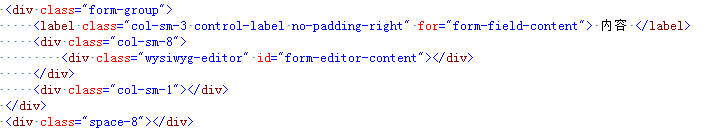 <div class="form-group">
<label class="col-sm-3 control-label no-padding-right" for="form-field-content"> 内容 </label>
<div class="col-sm-8">
<div class="wysiwyg-editor" id="form-editor-content"></div>
</div>
<div class="col-sm-1"></div>
</div>
<div class="space-8"></div>